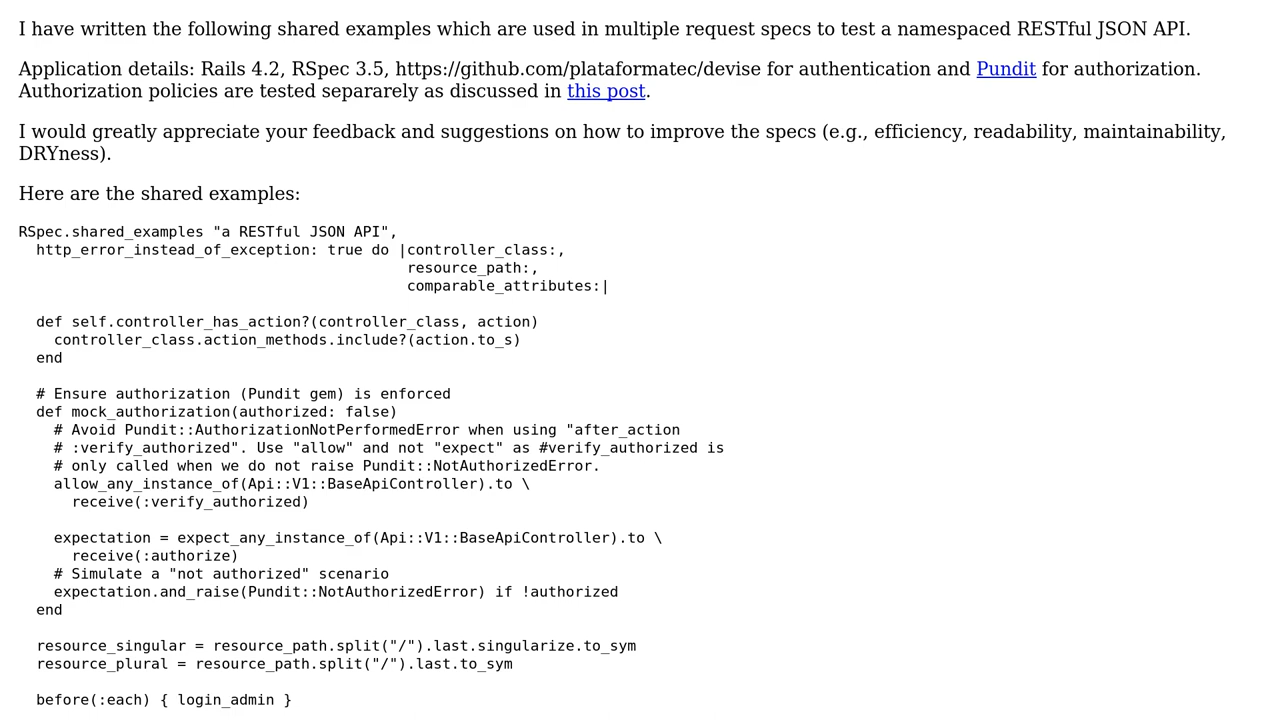 I have written the following shared examples which are used in multiple request specs to test a namespaced RESTful JSON API.
Application details: Rails 4.2, RSpec 3.5, https://github.com/plataformatec/devise for authentication and Pundit for authorization.
Authorization policies are tested separarely as discussed in this post.
I would greatly appreciate your feedback and suggestions on how to improve the specs (e.g., efficiency, readability, maintainability,
DRYness).
Here are the shared examples:
RSpec.shared_examples "a RESTful JSON API",
  http_error_instead_of_exception: true do |controller_class:,
                                            resource_path:,
                                            comparable_attributes:|
  def self.controller_has_action?(controller_class, action)
    controller_class.action_methods.include?(action.to_s)
  end
  # Ensure authorization (Pundit gem) is enforced
  def mock_authorization(authorized: false)
    # Avoid Pundit::AuthorizationNotPerformedError when using "after_action
    # :verify_authorized". Use "allow" and not "expect" as #verify_authorized is
    # only called when we do not raise Pundit::NotAuthorizedError.
    allow_any_instance_of(Api::V1::BaseApiController).to \
      receive(:verify_authorized)
    expectation = expect_any_instance_of(Api::V1::BaseApiController).to \
      receive(:authorize)
    # Simulate a "not authorized" scenario
    expectation.and_raise(Pundit::NotAuthorizedError) if !authorized
  end
  resource_singular = resource_path.split("/").last.singularize.to_sym
  resource_plural = resource_path.split("/").last.to_sym
  before(:each) { login_admin }